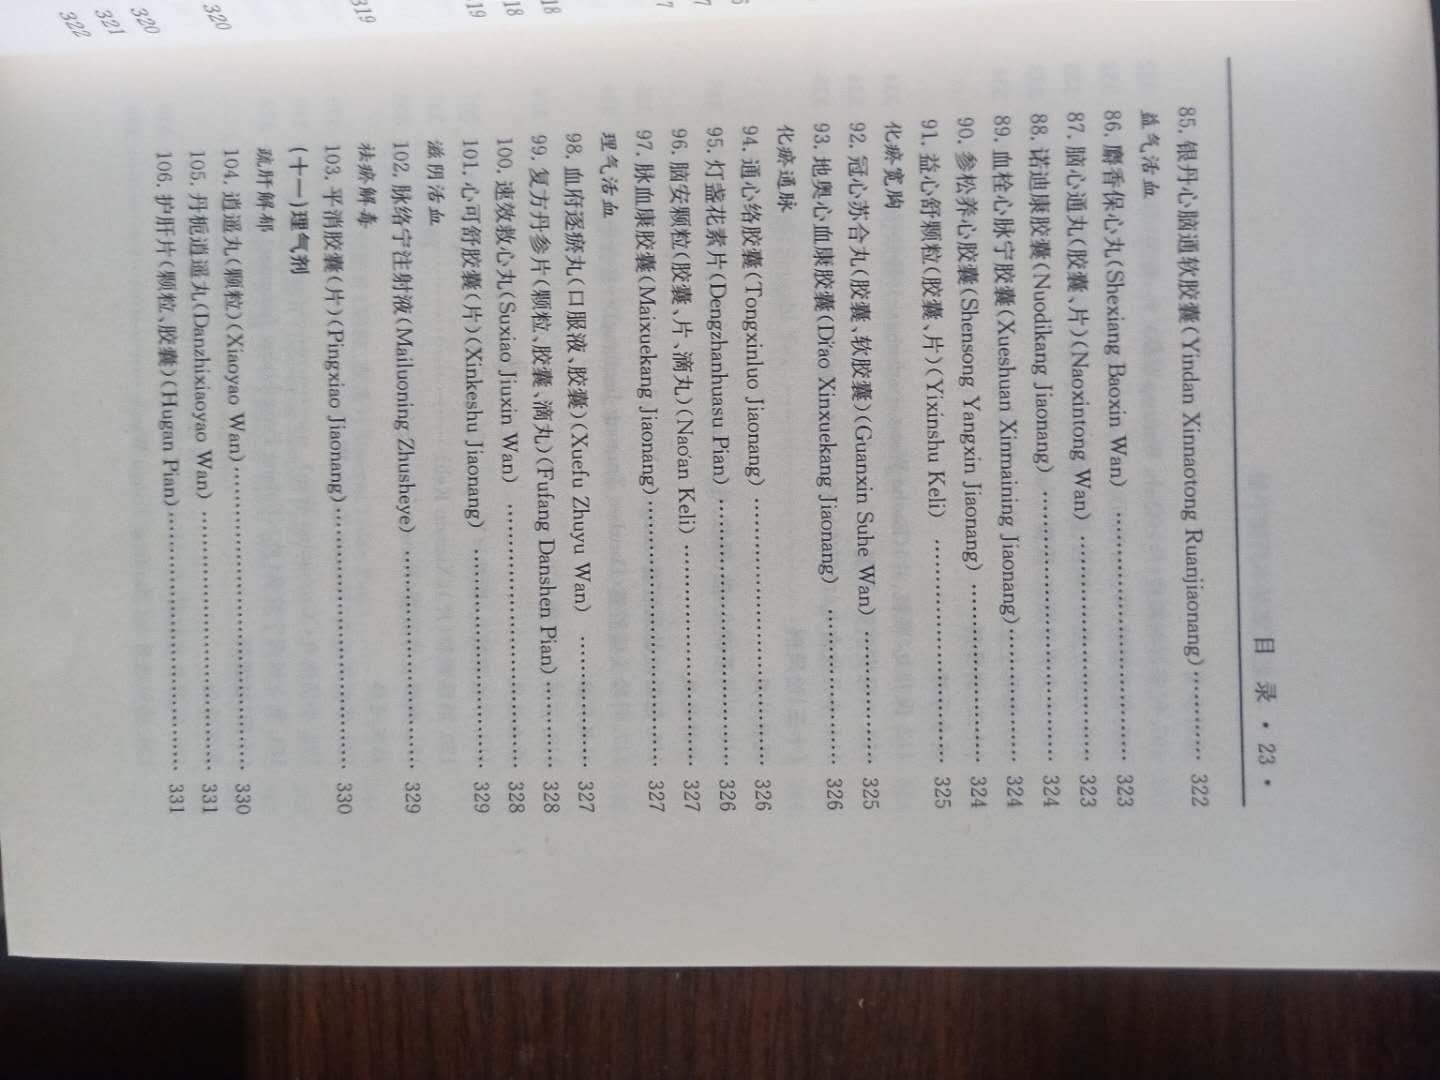 目 录 · 23 ·
85. 银丹心脑通软胶囊(Yindan Xinnaotong Ruanjiaonang)………… 322
益气活血
86. 麝香保心丸(Shexiang Baoxin Wan) ………………………… 323
87. 脑心通丸(胶囊、片)(Naoxintong Wan) ……………………… 323
88. 诺迪康胶囊(Nuodikang Jiaonang) …………………………… 324
89. 血栓心脉宁胶囊(Xueshuan Xinmaining Jiaonang)…………… 324
90. 参松养心胶囊(Shensong Yangxin Jiaonang) ………………… 324
91. 益心舒颗粒(胶囊、片)(Yixinshu Keli) ……………………… 325
化瘀宽胸
92. 冠心苏合丸(胶囊、软胶囊)(Guanxin Suhe Wan) …………… 325
93. 地奥心血康胶囊(Di'ao Xinxuekang Jiaonang) ……………… 326
化瘀通脉
94. 通心络胶囊(Tongxinluo Jiaonang) …………………………… 326
95. 灯盏花素片(Dengzhanhuasu Pian) …………………………… 326
96. 脑安颗粒(胶囊、片、滴丸)(Nao'an Keli) …………………… 327
97. 脉血康胶囊(Maixuekang Jiaonang)…………………………… 327
理气活血
98. 血府逐瘀丸(口服液、胶囊)(Xuefu Zhuyu Wan) …………… 327
99. 复方丹参片(颗粒、胶囊、滴丸)(Fufang Danshen Pian)……… 328
100. 速效救心丸(Suxiao Jiuxin Wan) …………………………… 328
101. 心可舒胶囊(片)(Xinkeshu Jiaonang) ……………………… 329
滋阴活血
102. 脉络宁注射液(Mailuoning Zhusheye) ……………………… 329
祛瘀解毒
103. 平消胶囊(片)(Pingxiao Jiaonang)…………………………… 330
(十一)理气剂
疏肝解郁
104. 逍遥丸(颗粒)(Xiaoyao Wan)………………………………… 330
105. 丹栀逍遥丸(Danzhixiaoyao Wan) ………………………… 331
106. 护肝片(颗粒、胶囊)(Hugan Pian)…………………………… 331
18
18
19
319
320
320
321
322